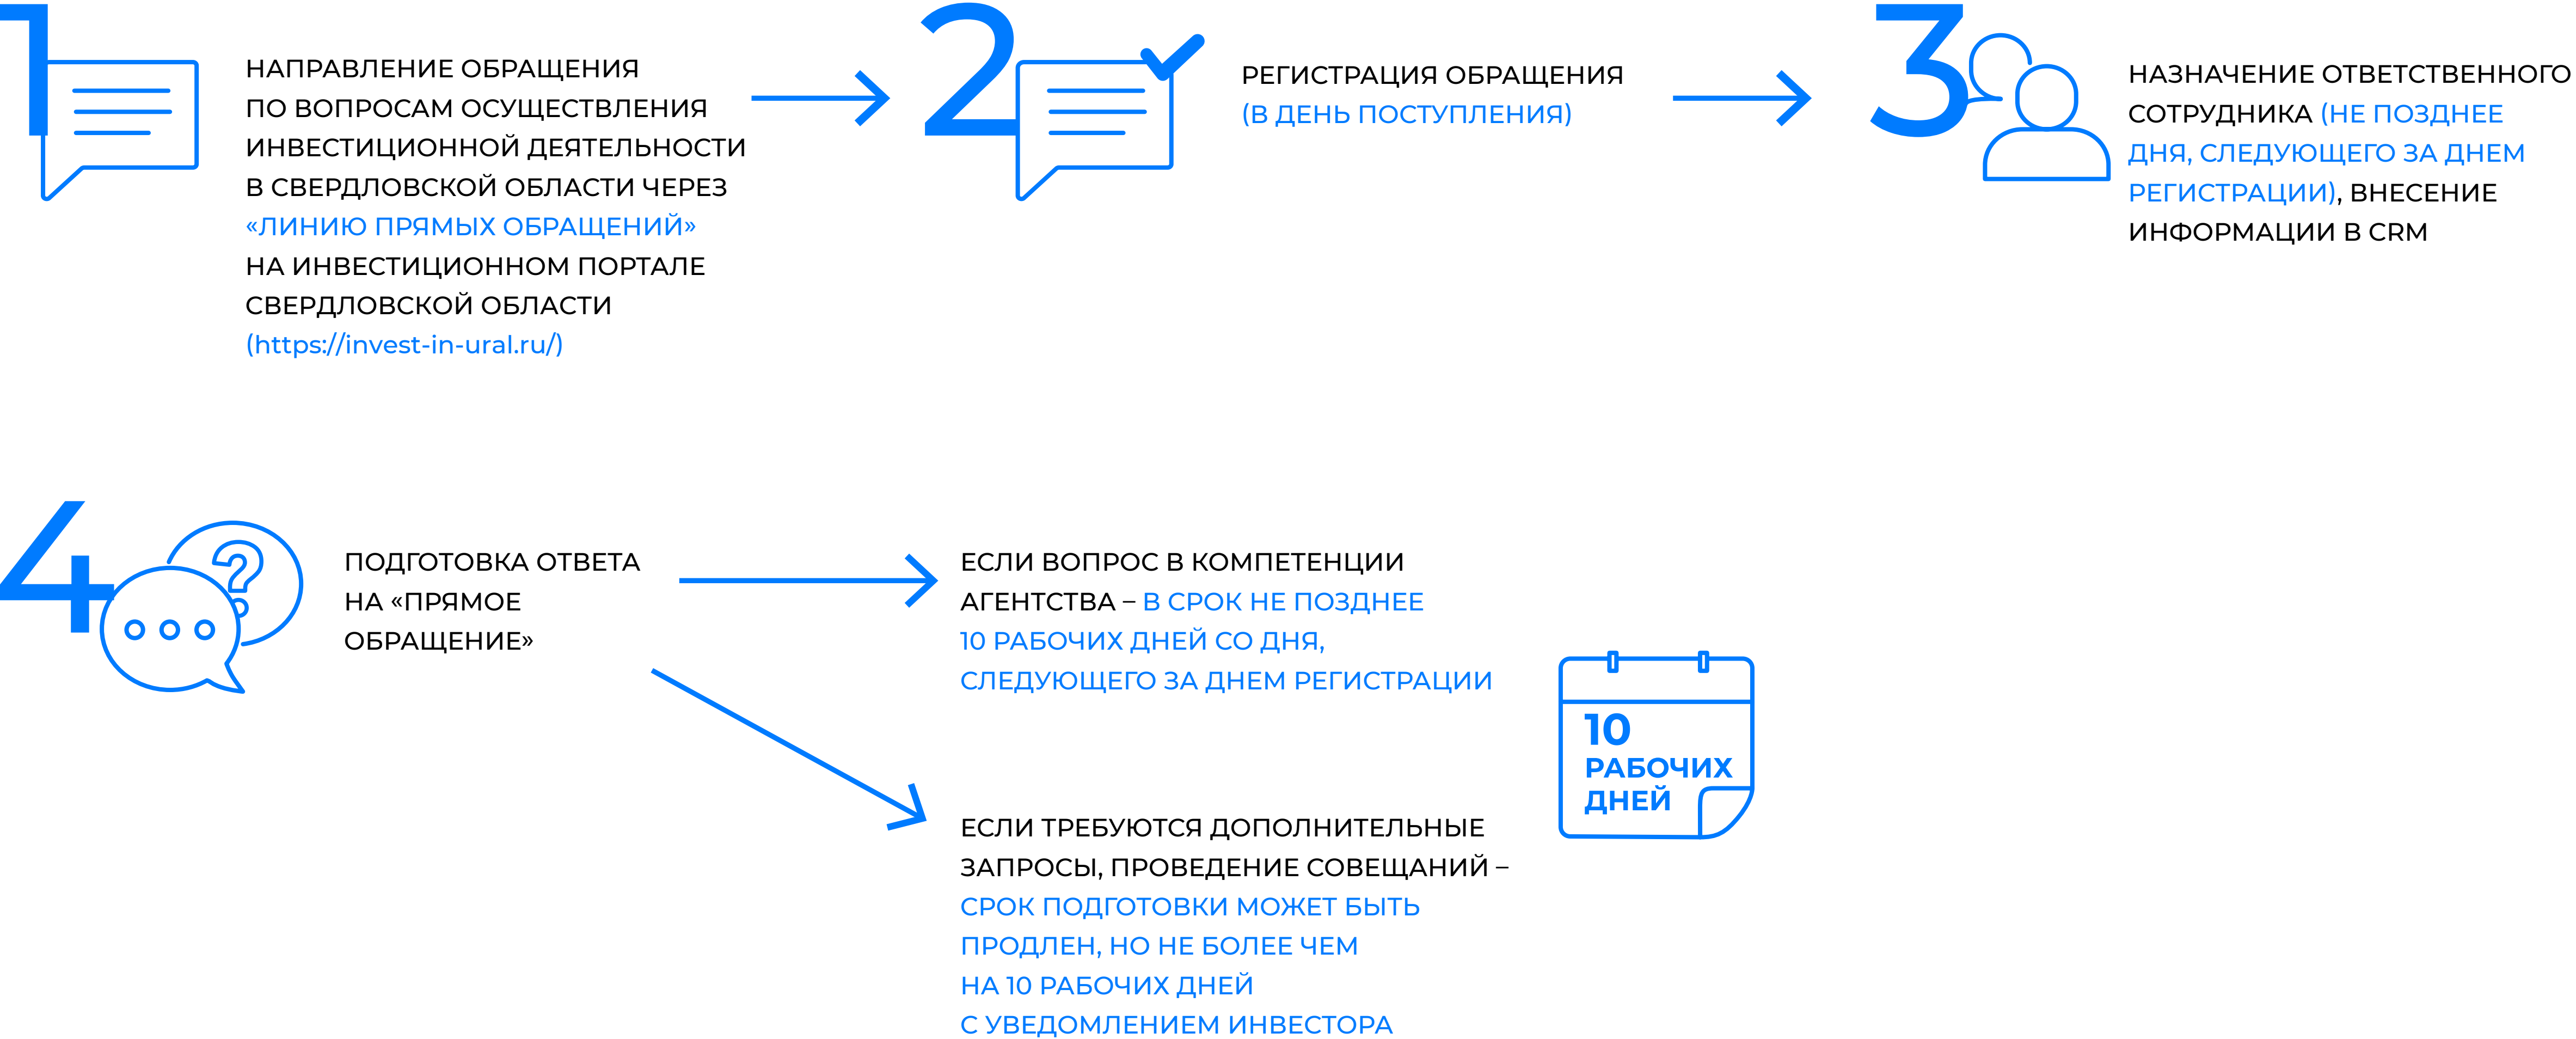 1
НАПРАВЛЕНИЕ ОБРАЩЕНИЯ
ПО ВОПРОСАМ ОСУЩЕСТВЛЕНИЯ
ИНВЕСТИЦИОННОЙ ДЕЯТЕЛЬНОСТИ
В СВЕРДЛОВСКОЙ ОБЛАСТИ ЧЕРЕЗ
«ЛИНИЮ ПРЯМЫХ ОБРАЩЕНИЙ»
НА ИНВЕСТИЦИОННОМ ПОРТАЛЕ
СВЕРДЛОВСКОЙ ОБЛАСТИ
(https://invest-in-ural.ru/)
2
РЕГИСТРАЦИЯ ОБРАЩЕНИЯ
(В ДЕНЬ ПОСТУПЛЕНИЯ)
3
НАЗНАЧЕНИЕ ОТВЕТСТВЕННОГО
СОТРУДНИКА (НЕ ПОЗДНЕЕ
ДНЯ, СЛЕДУЮЩЕГО ЗА ДНЕМ
РЕГИСТРАЦИИ), ВНЕСЕНИЕ
ИНФОРМАЦИИ В CRM
4
?
ПОДГОТОВКА ОТВЕТА
НА «ПРЯМОЕ
ОБРАЩЕНИЕ»
ЕСЛИ ВОПРОС В КОМПЕТЕНЦИИ
АГЕНТСТВА – В СРОК НЕ ПОЗДНЕЕ
10 РАБОЧИХ ДНЕЙ СО ДНЯ,
СЛЕДУЮЩЕГО ЗА ДНЕМ РЕГИСТРАЦИИ
ЕСЛИ ТРЕБУЮТСЯ ДОПОЛНИТЕЛЬНЫЕ
ЗАПРОСЫ, ПРОВЕДЕНИЕ СОВЕЩАНИЙ –
СРОК ПОДГОТОВКИ МОЖЕТ БЫТЬ
ПРОДЛЕН, НО НЕ БОЛЕЕ ЧЕМ
НА 10 РАБОЧИХ ДНЕЙ
С УВЕДОМЛЕНИЕМ ИНВЕСТОРА
10
РАБОЧИХ
ДНЕЙ